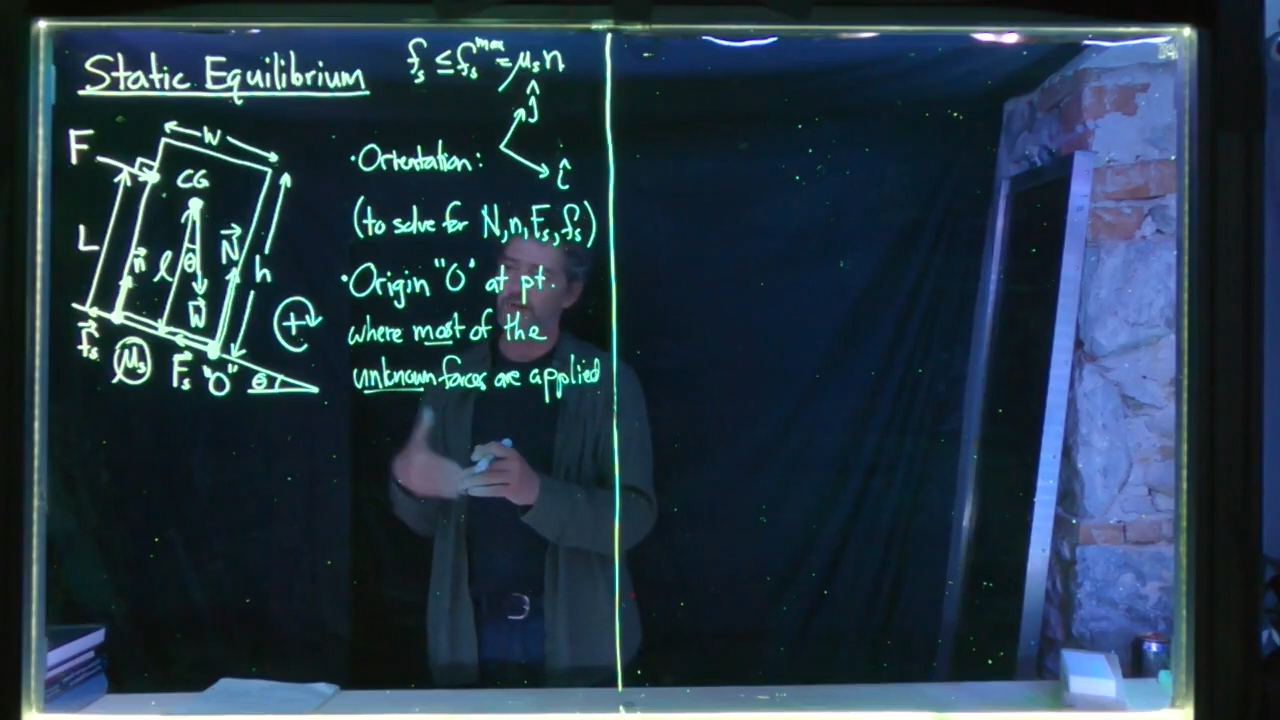 Static Equilibrium
f_s ≤ f_s^max = μ_s n
ĵ
î
F
w
CG
L
n⃗
l
θ
N⃗
h
W⃗
+
f⃗_s
μ_s
F⃗_s
"O"
θ
• Orientation:
(to solve for N, n, F_s, f_s)
• Origin "O" at pt.
where most of the
unknown forces are applied